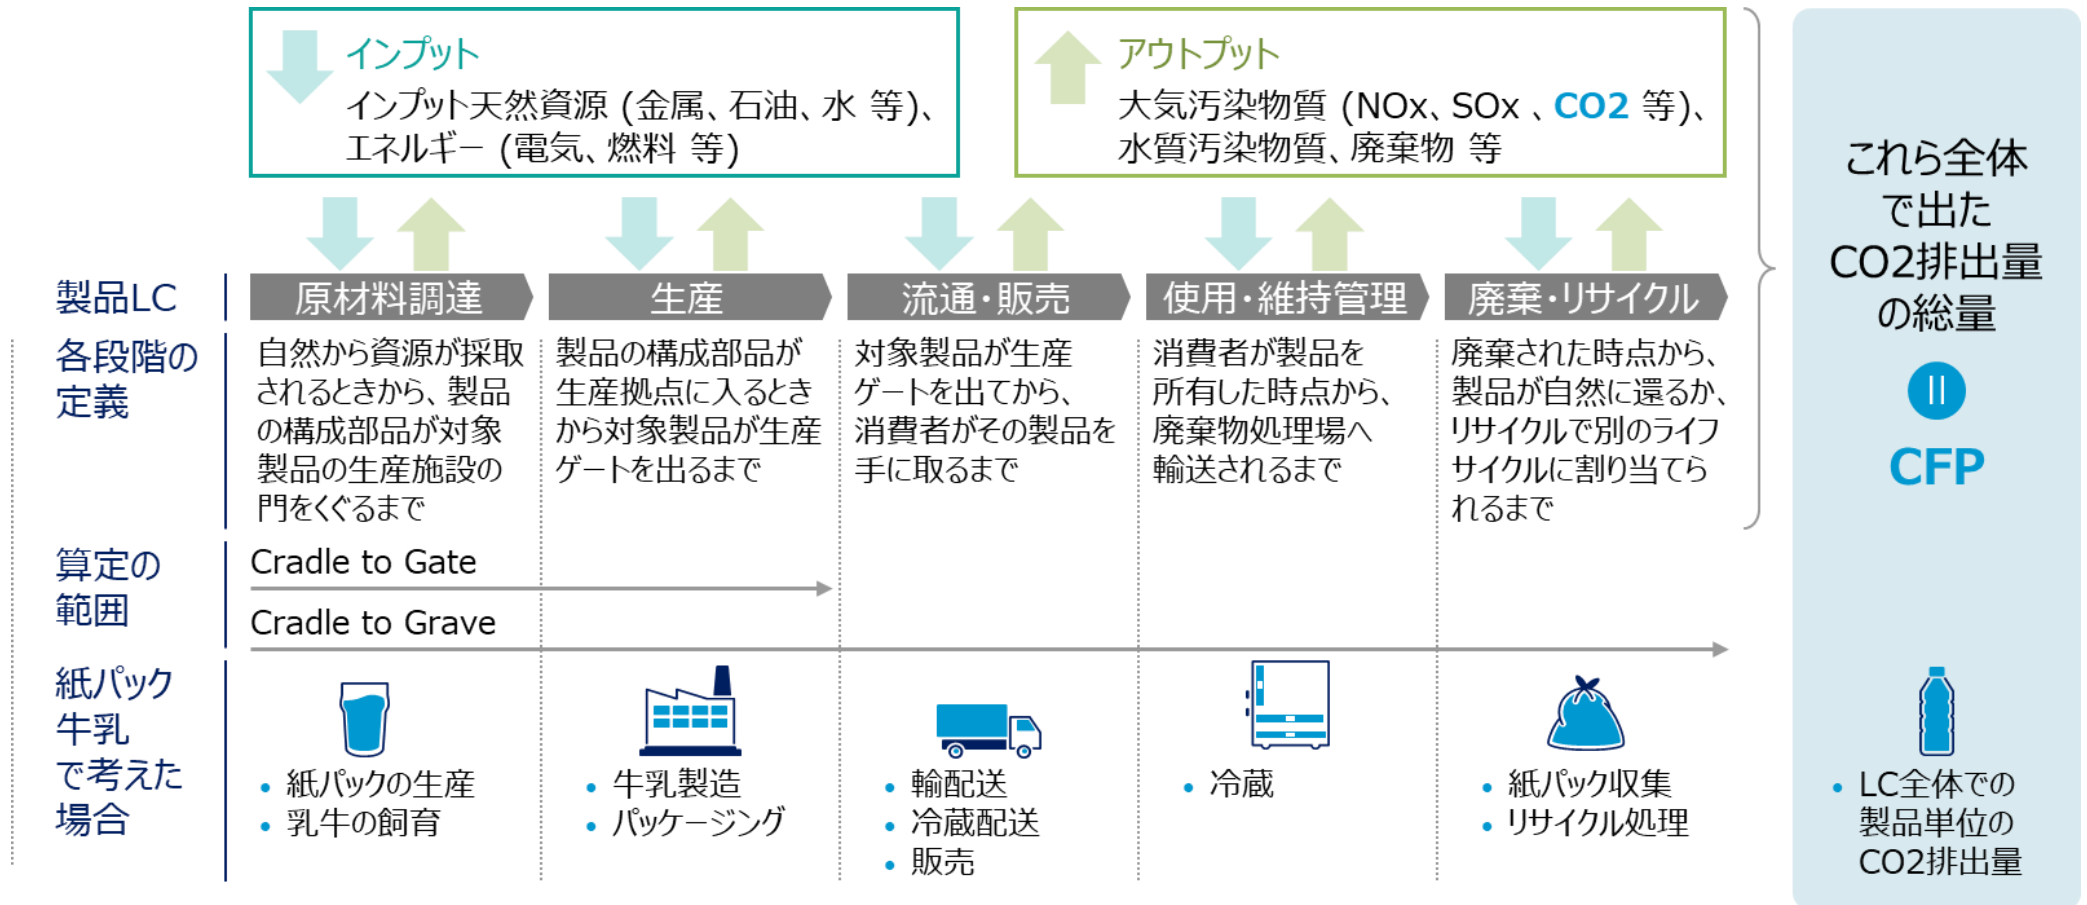 インプット
インプット天然資源 (金属、石油、水 等)、
エネルギー (電気、燃料 等)
アウトプット
大気汚染物質 (NOx、SOx 、CO2 等)、
水質汚染物質、廃棄物 等
製品LC
原材料調達
生産
流通・販売
使用・維持管理
廃棄・リサイクル
各段階の
定義
自然から資源が採取
されるときから、製品
の構成部品が対象
製品の生産施設の
門をくぐるまで
製品の構成部品が
生産拠点に入るとき
から対象製品が生産
ゲートを出るまで
対象製品が生産
ゲートを出てから、
消費者がその製品を
手に取るまで
消費者が製品を
所有した時点から、
廃棄物処理場へ
輸送されるまで
廃棄された時点から、
製品が自然に還るか、
リサイクルで別のライフ
サイクルに割り当てら
れるまで
算定の
範囲
Cradle to Gate
Cradle to Grave
紙パック
牛乳
で考えた
場合
• 紙パックの生産
• 乳牛の飼育
• 牛乳製造
• パッケージング
• 輸配送
• 冷蔵配送
• 販売
• 冷蔵
• 紙パック収集
• リサイクル処理
これら全体
で出た
CO2排出量
の総量
=
CFP
• LC全体での
製品単位の
CO2排出量